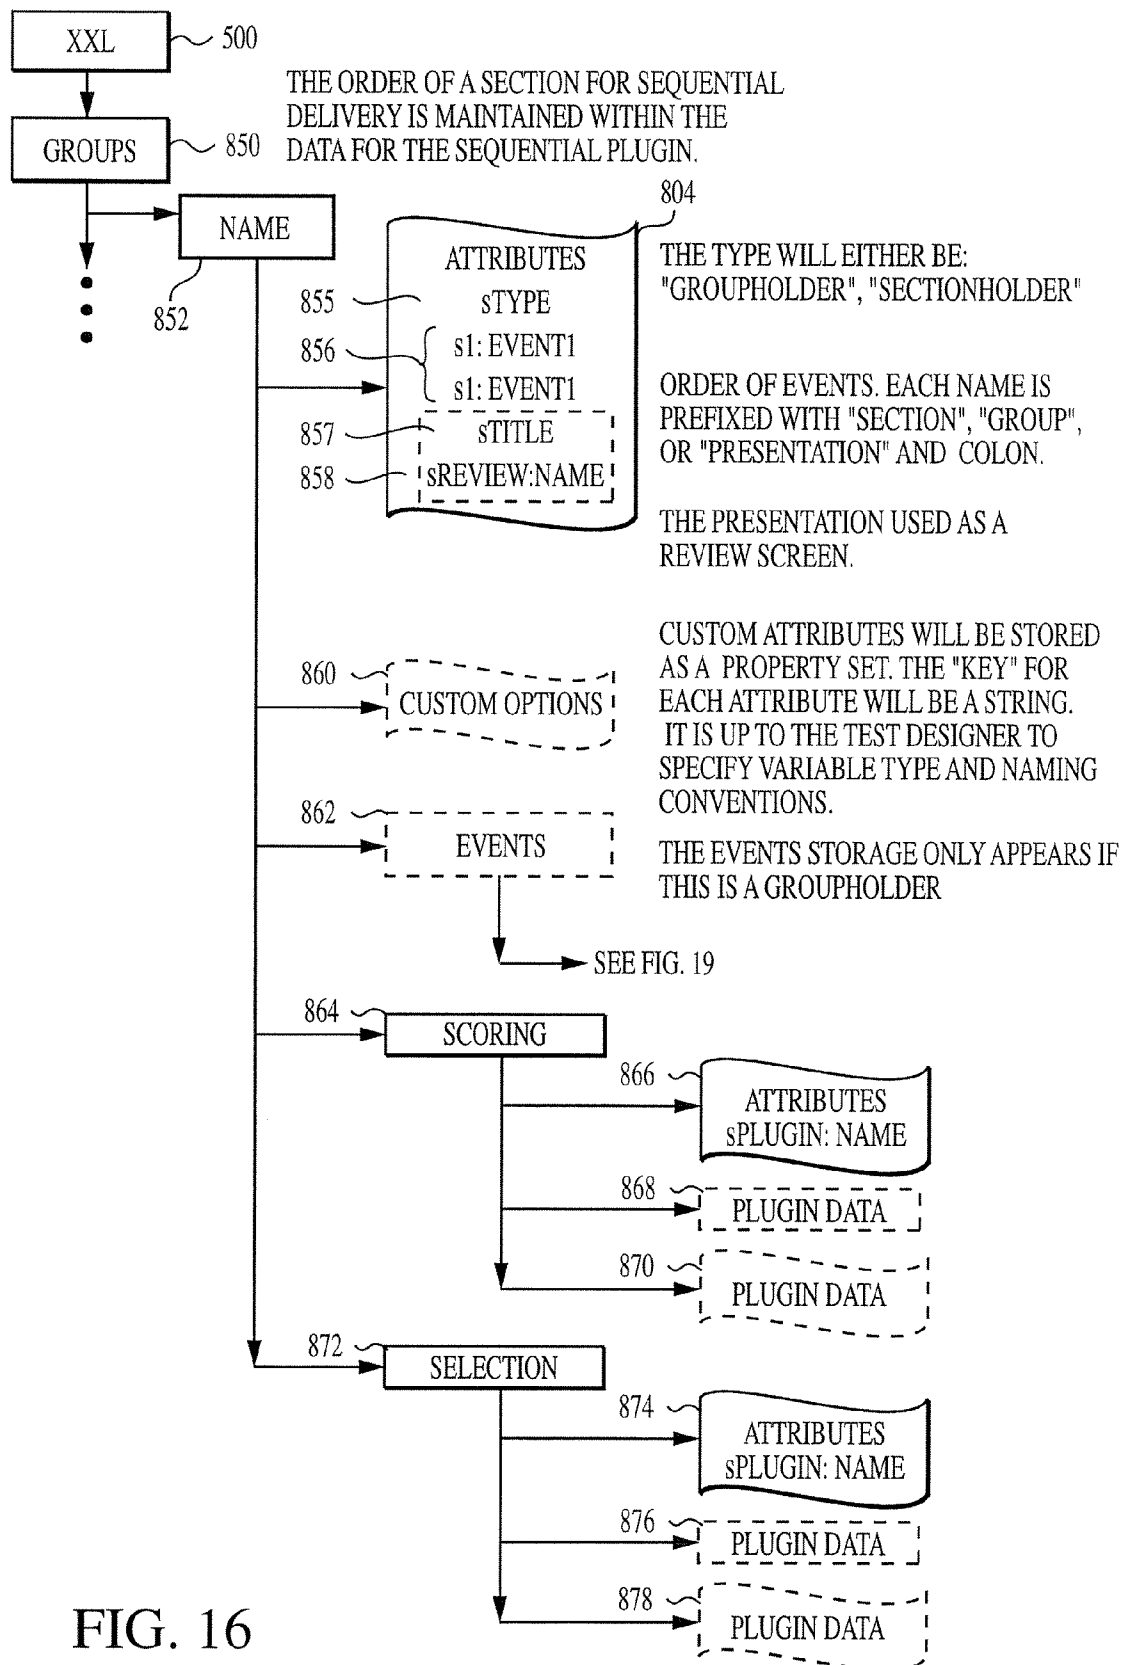 XXL
500
THE ORDER OF A SECTION FOR SEQUENTIAL
DELIVERY IS MAINTAINED WITHIN THE
DATA FOR THE SEQUENTIAL PLUGIN.
GROUPS
850
NAME
852
804
ATTRIBUTES
855
sTYPE
856
s1: EVENT1
s1: EVENT1
857
sTITLE
858
sREVIEW:NAME
THE TYPE WILL EITHER BE:
"GROUPHOLDER", "SECTIONHOLDER"
ORDER OF EVENTS. EACH NAME IS
PREFIXED WITH "SECTION", "GROUP",
OR "PRESENTATION" AND COLON.
THE PRESENTATION USED AS A
REVIEW SCREEN.
860
CUSTOM OPTIONS
CUSTOM ATTRIBUTES WILL BE STORED
AS A PROPERTY SET. THE "KEY" FOR
EACH ATTRIBUTE WILL BE A STRING.
IT IS UP TO THE TEST DESIGNER TO
SPECIFY VARIABLE TYPE AND NAMING
CONVENTIONS.
862
EVENTS
THE EVENTS STORAGE ONLY APPEARS IF
THIS IS A GROUPHOLDER
SEE FIG. 19
864
SCORING
866
ATTRIBUTES
sPLUGIN: NAME
868
PLUGIN DATA
870
PLUGIN DATA
872
SELECTION
874
ATTRIBUTES
sPLUGIN: NAME
876
PLUGIN DATA
878
PLUGIN DATA
FIG. 16